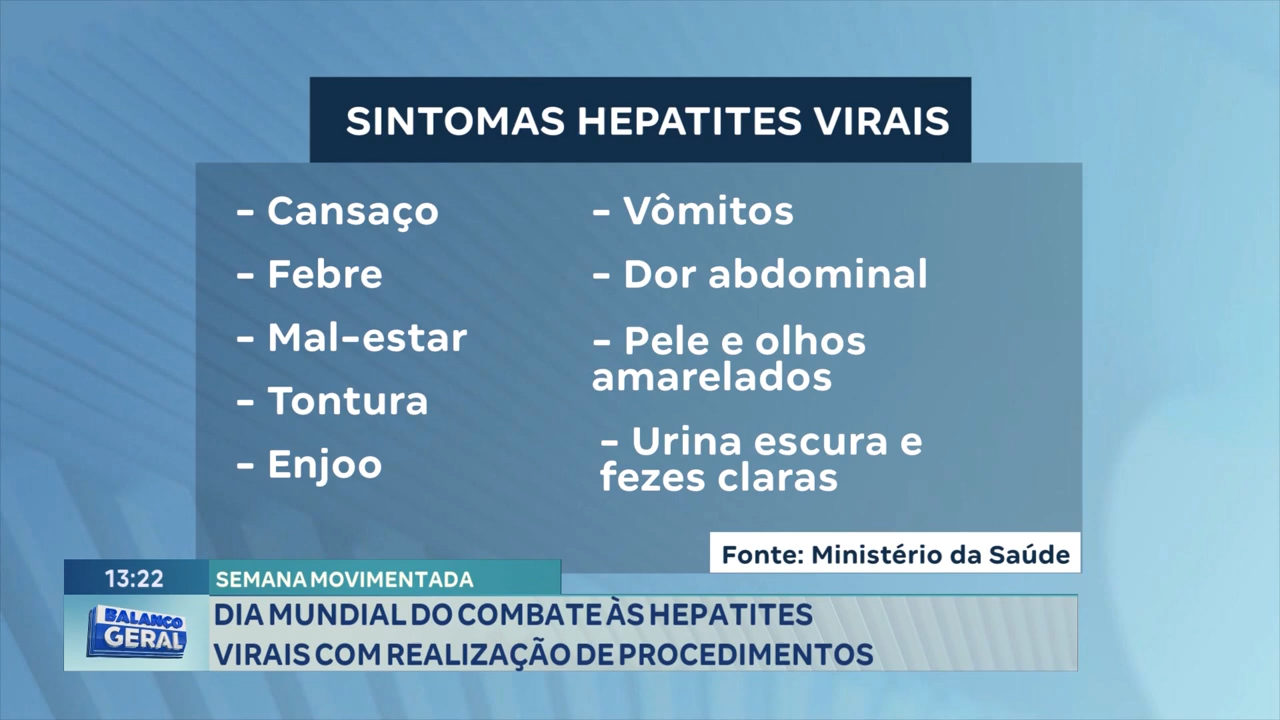 SINTOMAS HEPATITES VIRAIS
- Cansaço
- Febre
- Mal-estar
- Tontura
- Enjoo
- Vômitos
- Dor abdominal
- Pele e olhos
amarelados
- Urina escura e
fezes claras
Fonte: Ministério da Saúde
13:22
SEMANA MOVIMENTADA
BALANÇO
GERAL
DIA MUNDIAL DO COMBATE ÀS HEPATITES
VIRAIS COM REALIZAÇÃO DE PROCEDIMENTOS